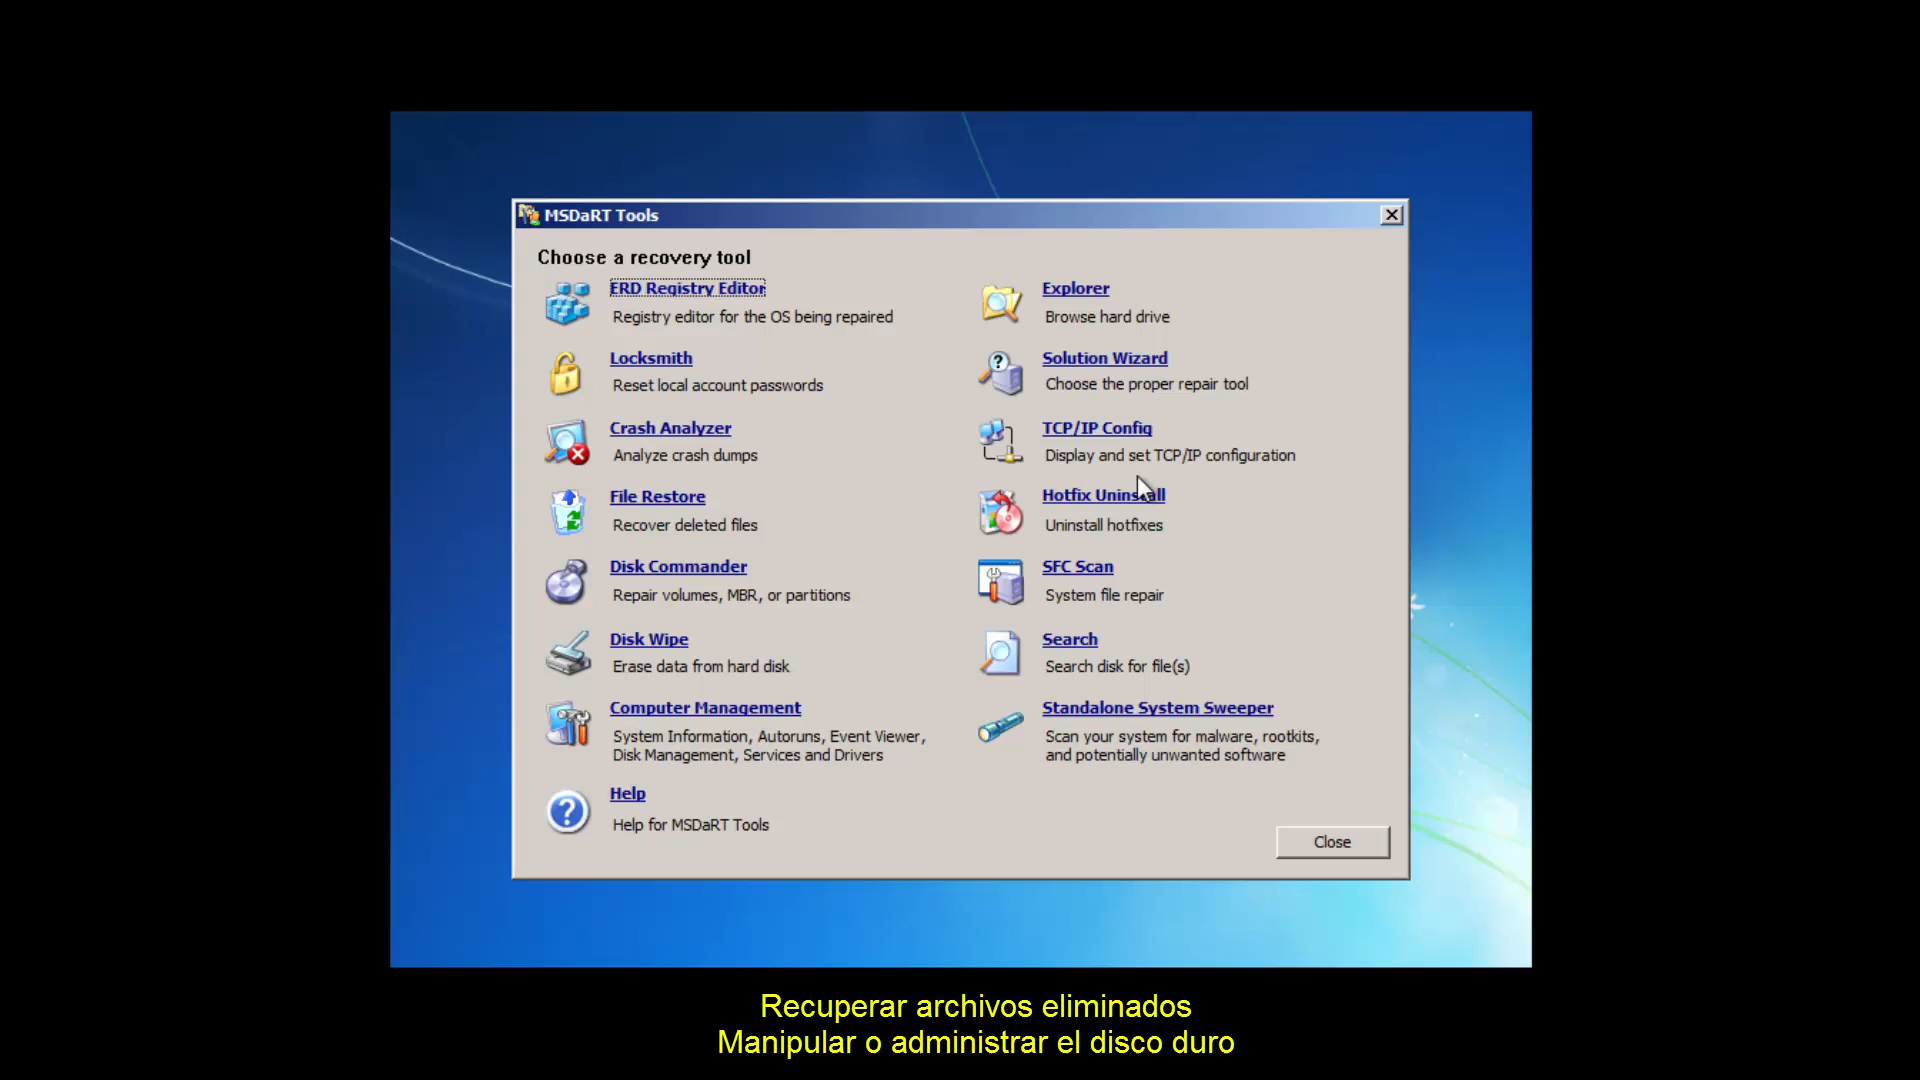 MSDaRT Tools
Choose a recovery tool
ERD Registry Editor
Registry editor for the OS being repaired
Locksmith
Reset local account passwords
Crash Analyzer
Analyze crash dumps
File Restore
Recover deleted files
Disk Commander
Repair volumes, MBR, or partitions
Disk Wipe
Erase data from hard disk
Computer Management
System Information, Autoruns, Event Viewer,
Disk Management, Services and Drivers
Help
Help for MSDaRT Tools
Explorer
Browse hard drive
Solution Wizard
Choose the proper repair tool
TCP/IP Config
Display and set TCP/IP configuration
Hotfix Uninstall
Uninstall hotfixes
SFC Scan
System file repair
Search
Search disk for file(s)
Standalone System Sweeper
Scan your system for malware, rootkits,
and potentially unwanted software
Close
Recuperar archivos eliminados
Manipular o administrar el disco duro